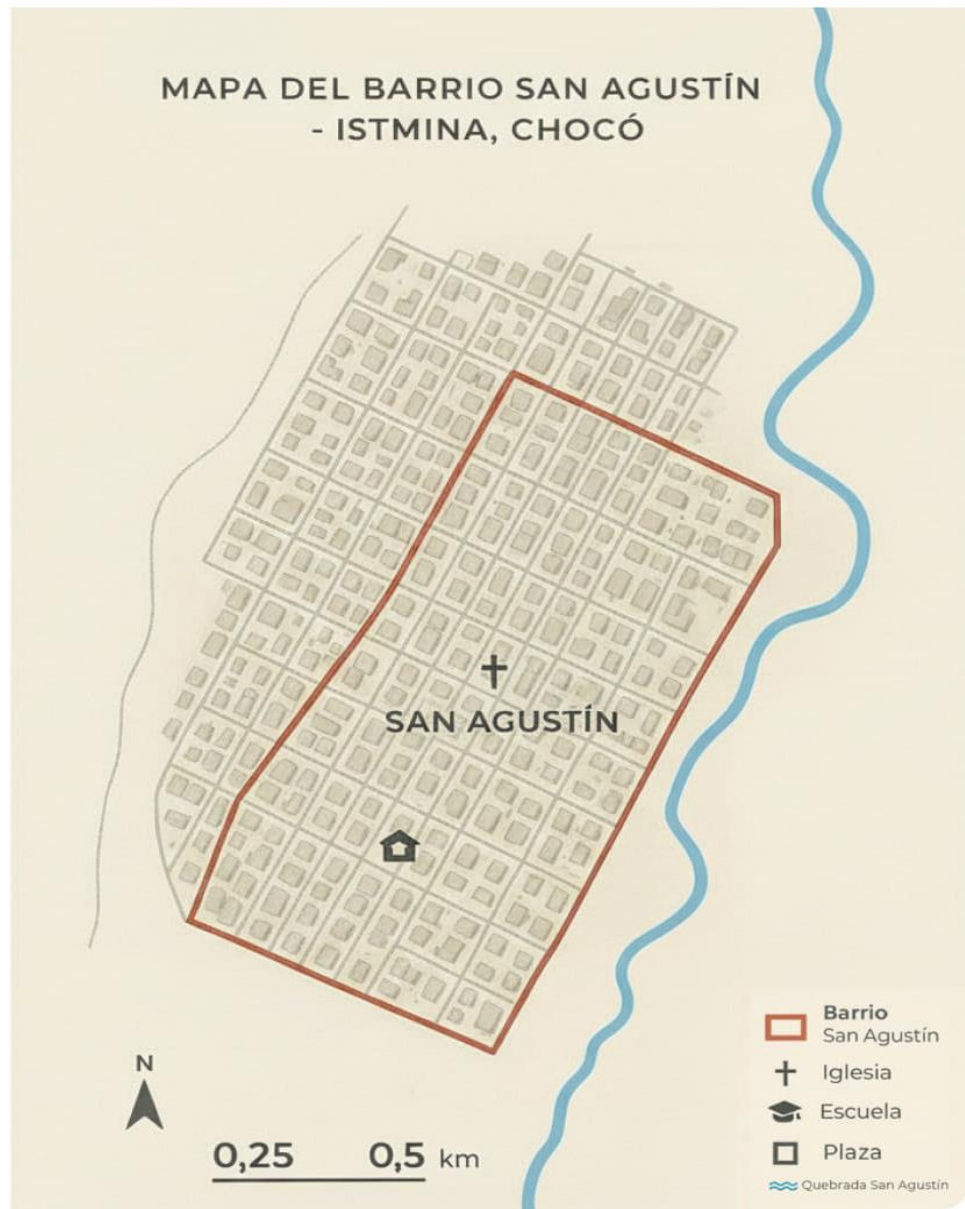 MAPA DEL BARRIO SAN AGUSTÍN
- ISTMINA, CHOCÓ
SAN AGUSTÍN
N
0,25 0,5 km
Barrio
San Agustín
Iglesia
Escuela
Plaza
Quebrada San Agustín